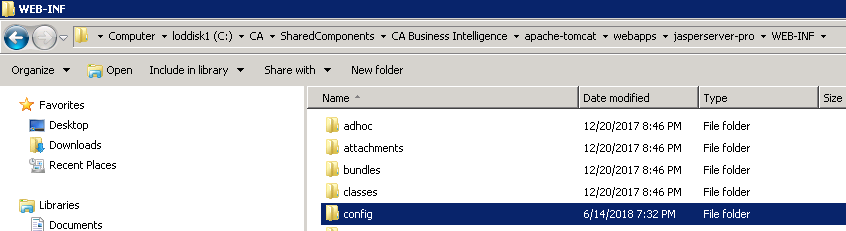 WEB-INF
Computer loddisk1 (C:) CA SharedComponents CA Business Intelligence apache-tomcat webapps jasperserver-pro WEB-INF
Organize Open Include in library Share with New folder
Favorites
Desktop
Downloads
Recent Places
Libraries
Documents
Name Date modified Type Size
adhoc 12/20/2017 8:46 PM File folder
attachments 12/20/2017 8:46 PM File folder
bundles 12/20/2017 8:46 PM File folder
classes 12/20/2017 8:46 PM File folder
config 6/14/2018 7:32 PM File folder